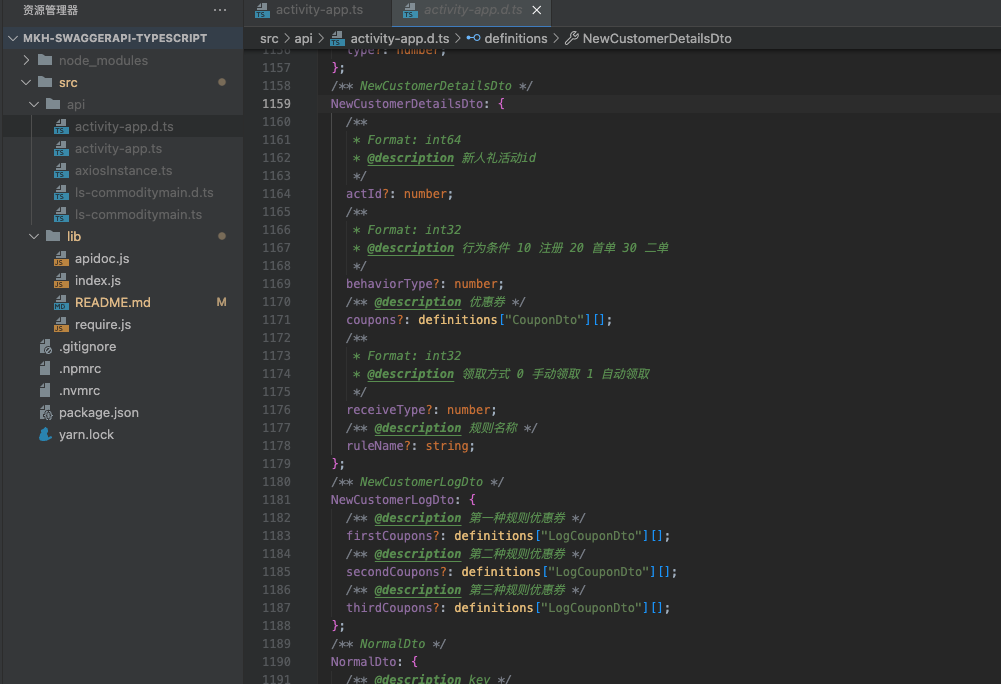 资源管理器
···
MKH-SWAGGERAPI-TYPESCRIPT
node_modules
src
api
activity-app.d.ts
activity-app.ts
axiosInstance.ts
ls-commoditymain.d.ts
ls-commoditymain.ts
lib
apidoc.js
index.js
README.md M
require.js
.gitignore
.npmrc
.nvmrc
package.json
yarn.lock
activity-app.ts
activity-app.d.ts
src > api > activity-app.d.ts > definitions > NewCustomerDetailsDto
1156 type?: number;
1157 };
1158 /** NewCustomerDetailsDto */
1159 NewCustomerDetailsDto: {
1160 /**
1161 * Format: int64
1162 * @description 新人礼活动id
1163 */
1164 actId?: number;
1165 /**
1166 * Format: int32
1167 * @description 行为条件 10 注册 20 首单 30 二单
1168 */
1169 behaviorType?: number;
1170 /** @description 优惠券 */
1171 coupons?: definitions["CouponDto"][];
1172 /**
1173 * Format: int32
1174 * @description 领取方式 0 手动领取 1 自动领取
1175 */
1176 receiveType?: number;
1177 /** @description 规则名称 */
1178 ruleName?: string;
1179 };
1180 /** NewCustomerLogDto */
1181 NewCustomerLogDto: {
1182 /** @description 第一种规则优惠券 */
1183 firstCoupons?: definitions["LogCouponDto"][];
1184 /** @description 第二种规则优惠券 */
1185 secondCoupons?: definitions["LogCouponDto"][];
1186 /** @description 第三种规则优惠券 */
1187 thirdCoupons?: definitions["LogCouponDto"][];
1188 };
1189 /** NormalDto */
1190 NormalDto: {
1191 /** @description key */